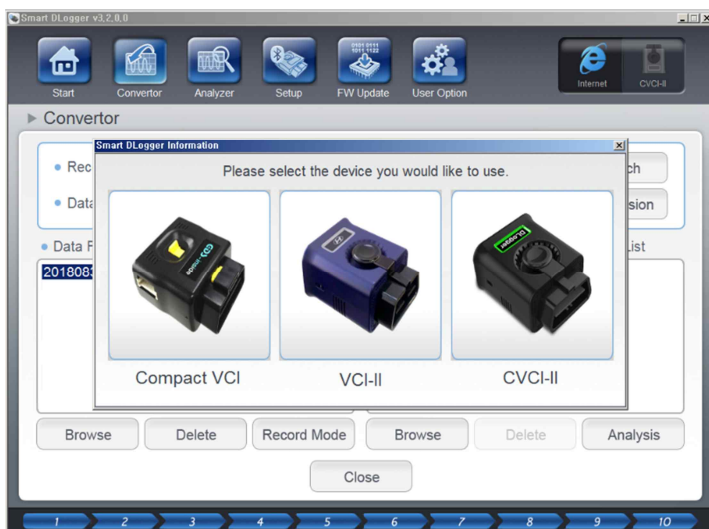 Smart DLogger v3,2,0,0
0101 0111
1011 1122
Start Convertor Analyzer Setup FW Update User Option Internet CVCI-II
Convertor
Smart DLogger Information
Please select the device you would like to use.
Rec
ch
Data
sion
Data F
List
2018083
DLogger
Compact VCI VCI-II CVCI-II
Browse Delete Record Mode Browse Delete Analysis
Close
1 2 3 4 5 6 7 8 9 10